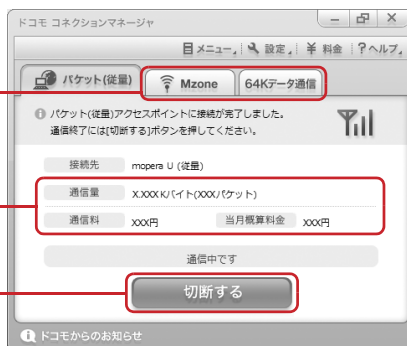 ドコモ コネクションマネージャ
メニュー 設定 ¥ 料金 ?ヘルプ
パケット(従量) Mzone 64Kデータ通信
パケット(従量)アクセスポイントに接続が完了しました。
通信終了には[切断する]ボタンを押してください。
接続先 mopera U (従量)
通信量 X.XXX Kバイト(XXXパケット)
通信料 XXX円 当月概算料金 XXX円
通信中です
切断する
ドコモからのお知らせ